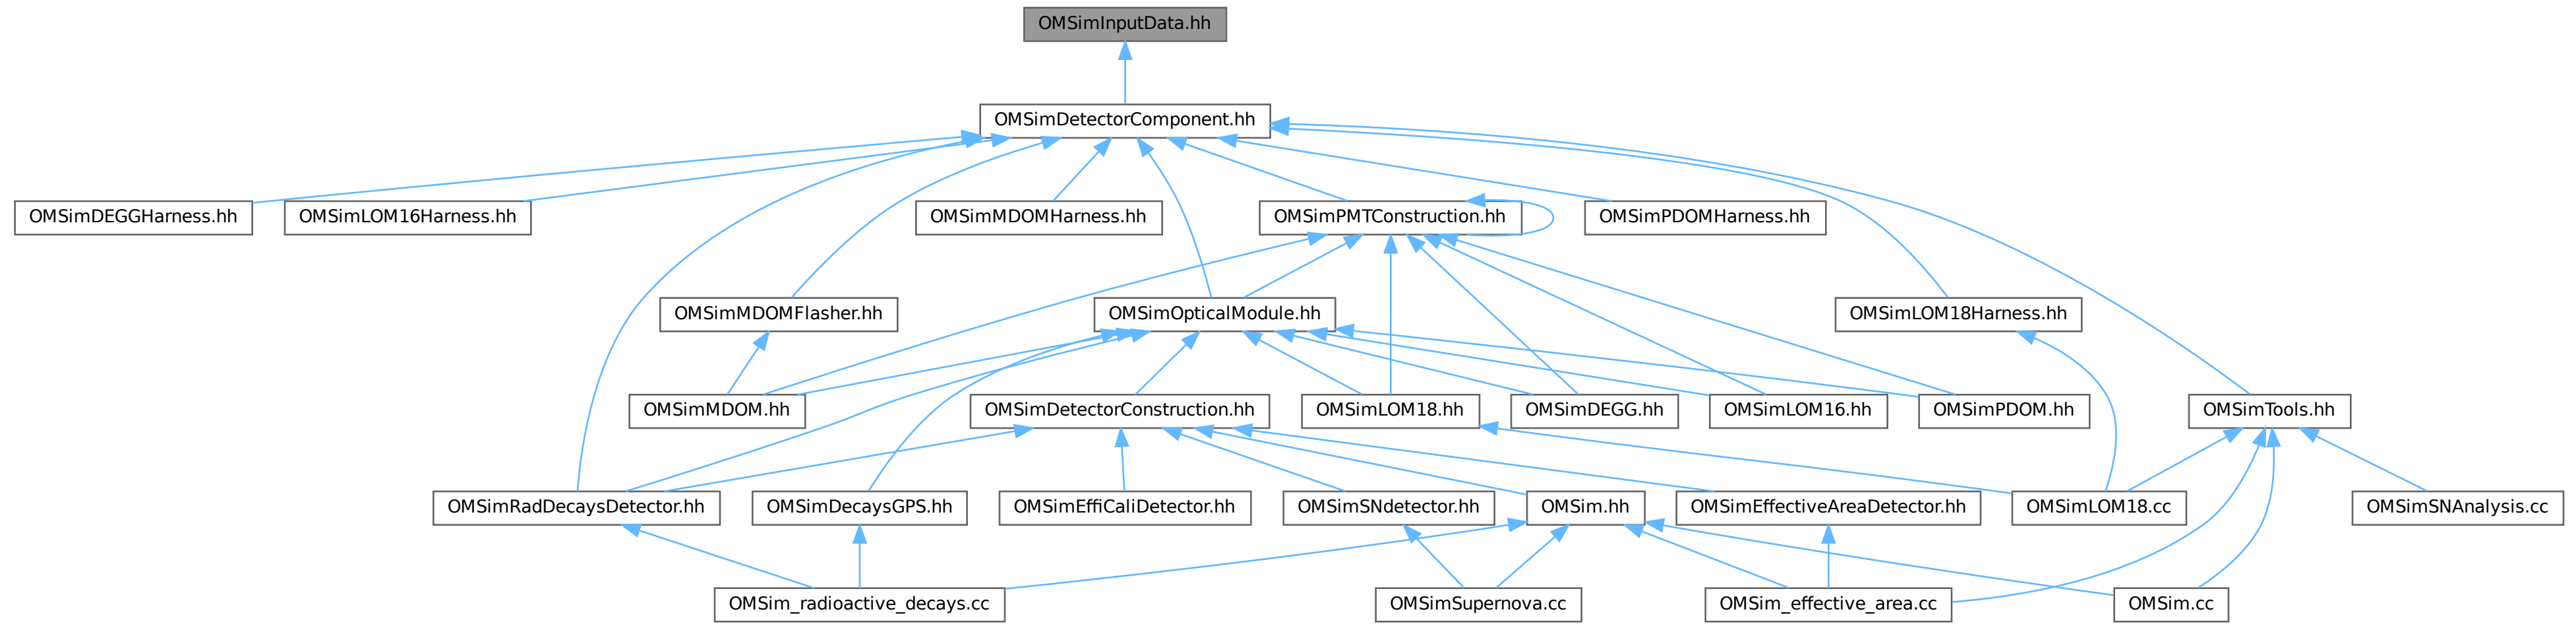 OMSimInputData.hh
OMSimDetectorComponent.hh
OMSimDEGGHarness.hh
OMSimLOM16Harness.hh
OMSimMDOMHarness.hh
OMSimPMTConstruction.hh
OMSimPDOMHarness.hh
OMSimMDOMFlasher.hh
OMSimOpticalModule.hh
OMSimLOM18Harness.hh
OMSimMDOM.hh
OMSimDetectorConstruction.hh
OMSimLOM18.hh
OMSimDEGG.hh
OMSimLOM16.hh
OMSimPDOM.hh
OMSimTools.hh
OMSimRadDecaysDetector.hh
OMSimDecaysGPS.hh
OMSimEffiCaliDetector.hh
OMSimSNdetector.hh
OMSim.hh
OMSimEffectiveAreaDetector.hh
OMSimLOM18.cc
OMSimSNAnalysis.cc
OMSim_radioactive_decays.cc
OMSimSupernova.cc
OMSim_effective_area.cc
OMSim.cc